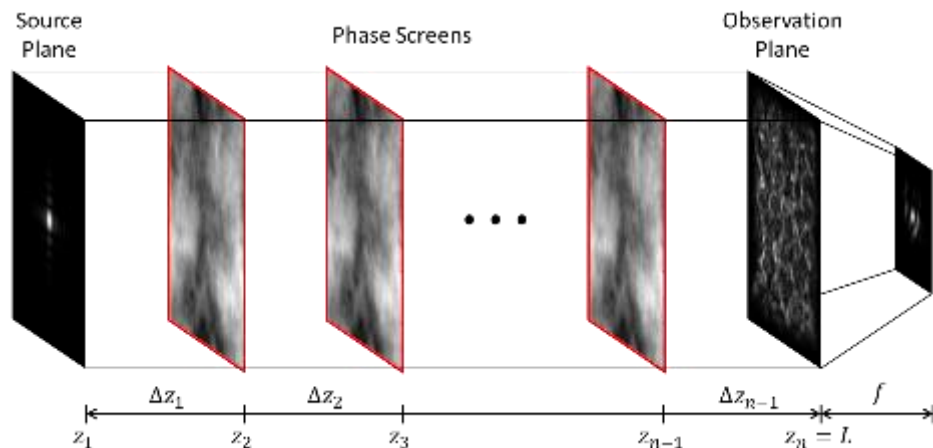 Source
Plane
Phase Screens
Observation
Plane
Δz₁
Δz₂
Δzₙ₋₁
f
z₁
z₂
z₃
zₙ₋₁
zₙ = L